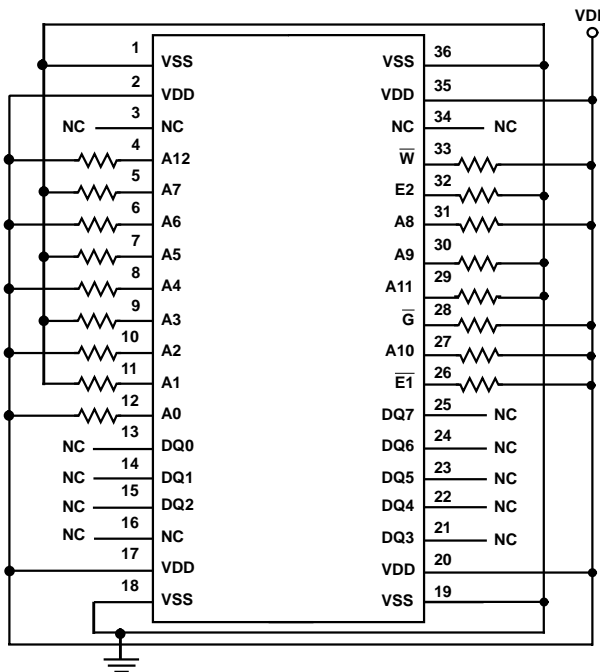 VDD
1 VSS VSS 36
2 VDD VDD 35
NC 3 NC NC 34 NC
4 A12 W̅ 33
5 A7 E2 32
6 A6 A8 31
7 A5 A9 30
8 A4 A11 29
9 A3 G̅ 28
10 A2 A10 27
11 A1 E̅1̅ 26
12 A0 DQ7 25 NC
NC 13 DQ0 DQ6 24 NC
NC 14 DQ1 DQ5 23 NC
NC 15 DQ2 DQ4 22 NC
NC 16 NC DQ3 21 NC
17 VDD VDD 20
18 VSS VSS 19